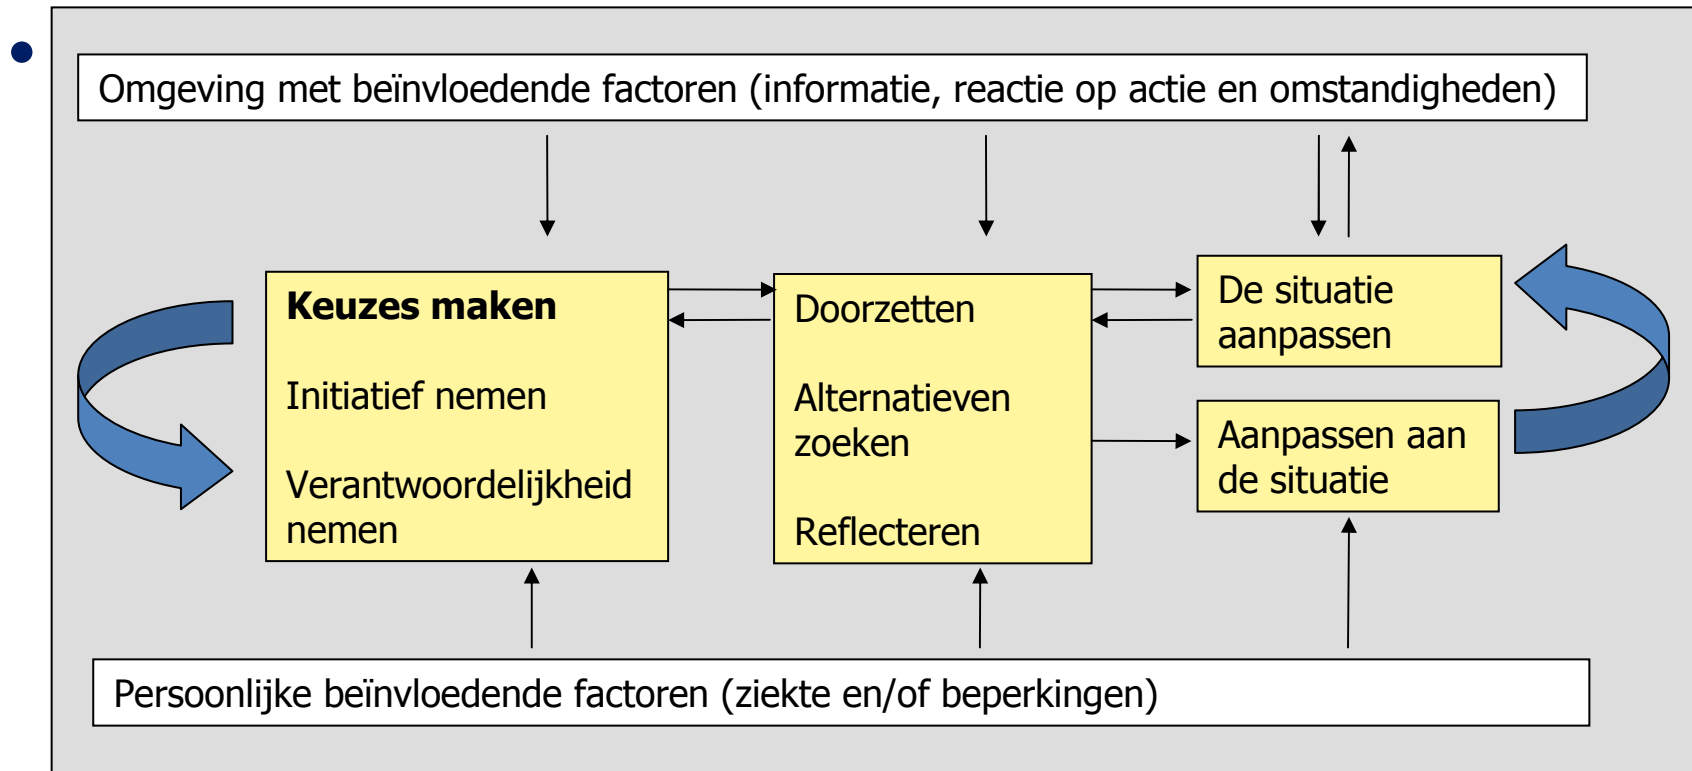 Omgeving met beïnvloedende factoren (informatie, reactie op actie en omstandigheden)
Keuzes maken
Initiatief nemen
Verantwoordelijkheid
nemen
Doorzetten
Alternatieven
zoeken
Reflecteren
De situatie
aanpassen
Aanpassen aan
de situatie
Persoonlijke beïnvloedende factoren (ziekte en/of beperkingen)